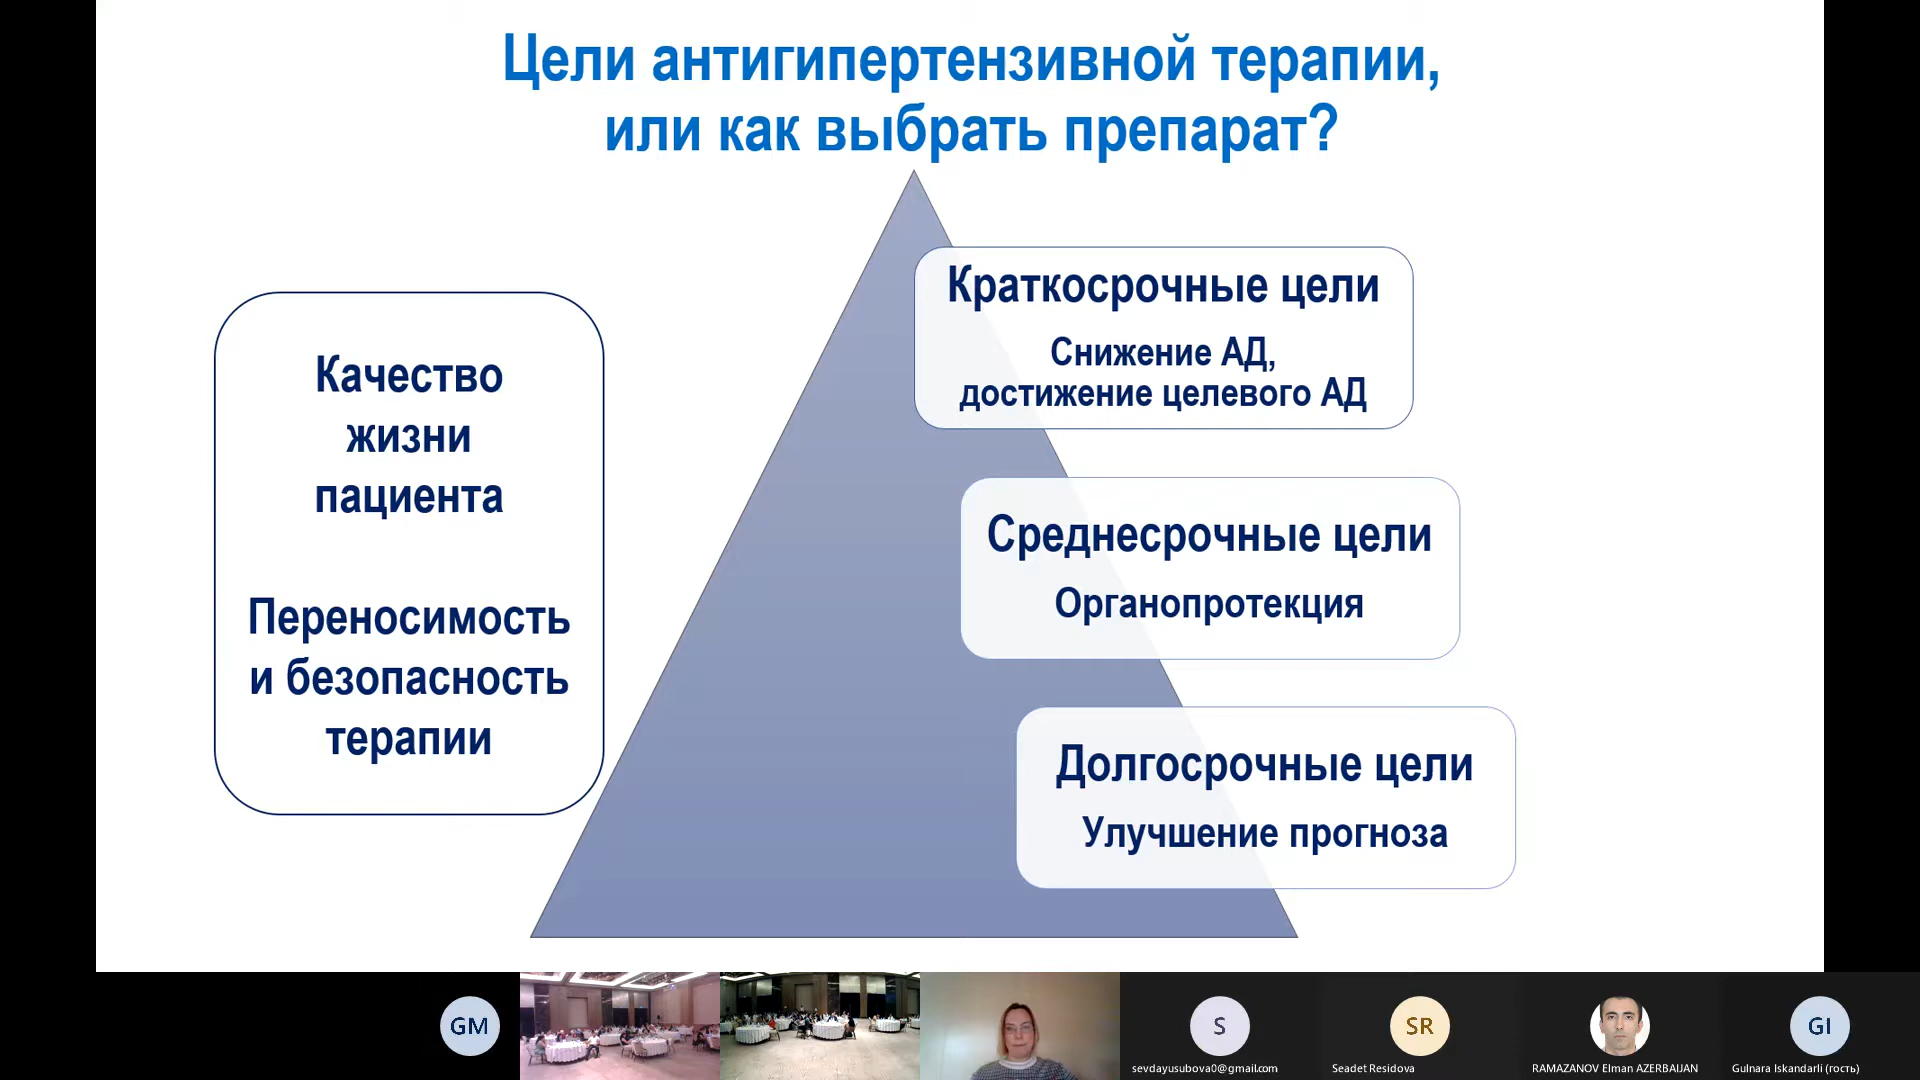 Цели антигипертензивной терапии,
или как выбрать препарат?
Качество
жизни
пациента
Переносимость
и безопасность
терапии
Краткосрочные цели
Снижение АД,
достижение целевого АД
Среднесрочные цели
Органопротекция
Долгосрочные цели
Улучшение прогноза
GM
S
sevdayusubova0@gmail.com
SR
Seadet Residova
RAMAZANOV Elman AZERBAIJAN
GI
Gulnara Iskandarli (гость)